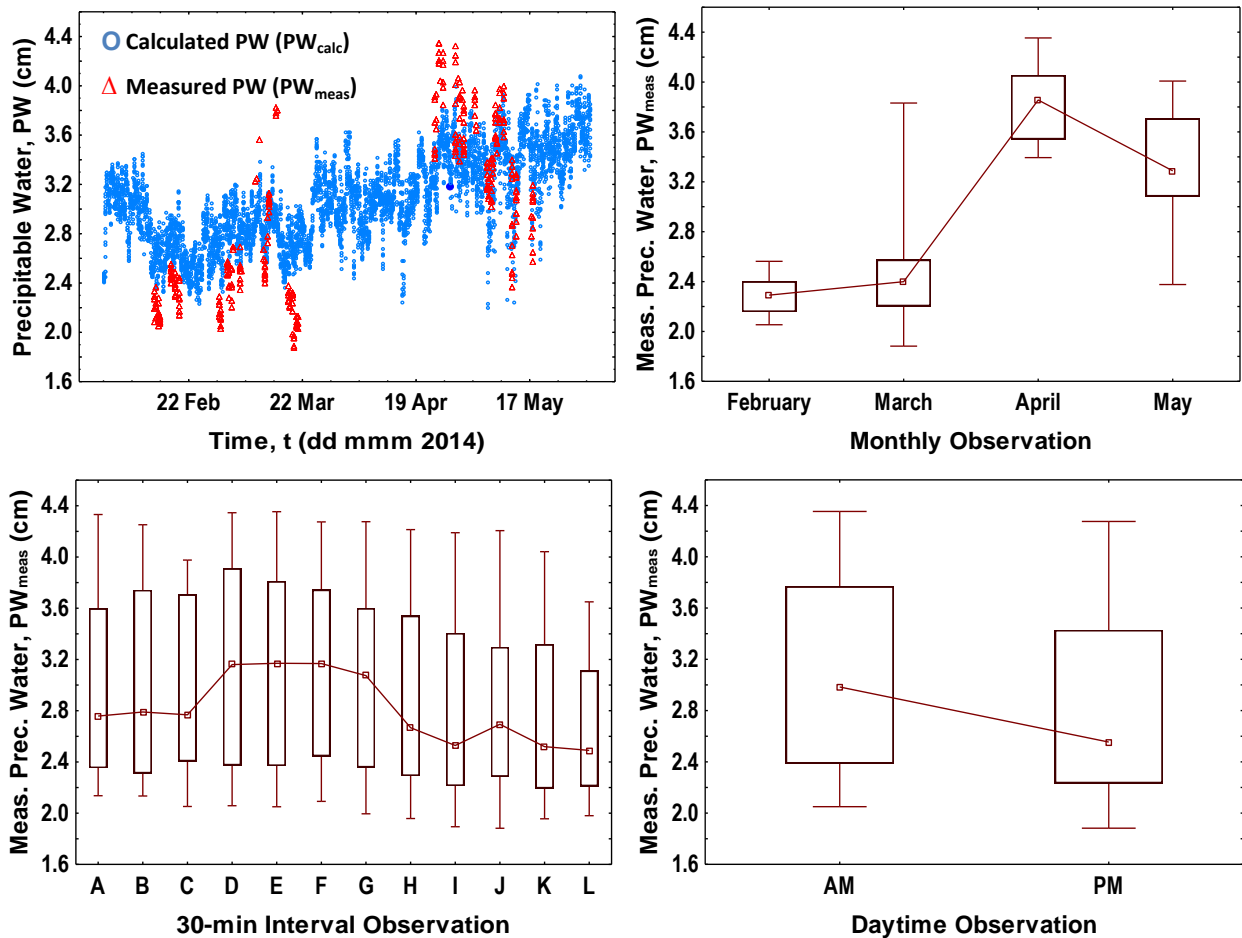 4.4
4.0
3.6
3.2
2.8
2.4
2.0
1.6
Precipitable Water, PW (cm)
O Calculated PW (PWcalc)
Δ Measured PW (PWmeas)
22 Feb 22 Mar 19 Apr 17 May
Time, t (dd mmm 2014)
4.4
4.0
3.6
3.2
2.8
2.4
2.0
1.6
Meas. Prec. Water, PWmeas (cm)
February March April May
Monthly Observation
4.4
4.0
3.6
3.2
2.8
2.4
2.0
1.6
Meas. Prec. Water, PWmeas (cm)
A B C D E F G H I J K L
30-min Interval Observation
4.4
4.0
3.6
3.2
2.8
2.4
2.0
1.6
Meas. Prec. Water, PWmeas (cm)
AM PM
Daytime Observation